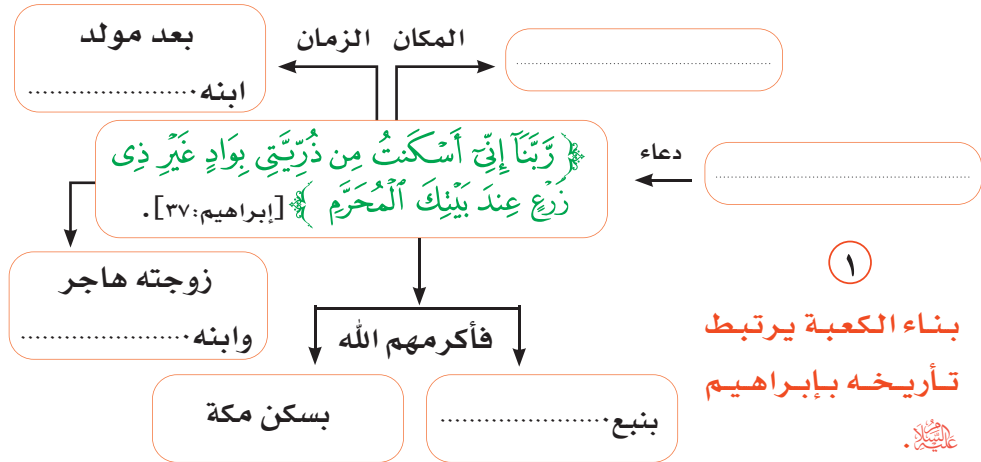 بعد مولد
ابنه ......................
الزمان
المكان
......................................................
﴿ رَّبَّنَآ إِنِّىٓ أَسْكَنتُ مِن ذُرِّيَّتِى بِوَادٍ غَيْرِ ذِى
زَرْعٍ عِندَ بَيْتِكَ ٱلْمُحَرَّمِ ﴾ [إبراهيم:٣٧].
دعاء
......................................................
١
بناء الكعبة يرتبط
تأريخه بإبراهيم
عليه السلام.
زوجته هاجر
وابنه ......................
فأكرمهم الله
بنبع ......................
بسكن مكة